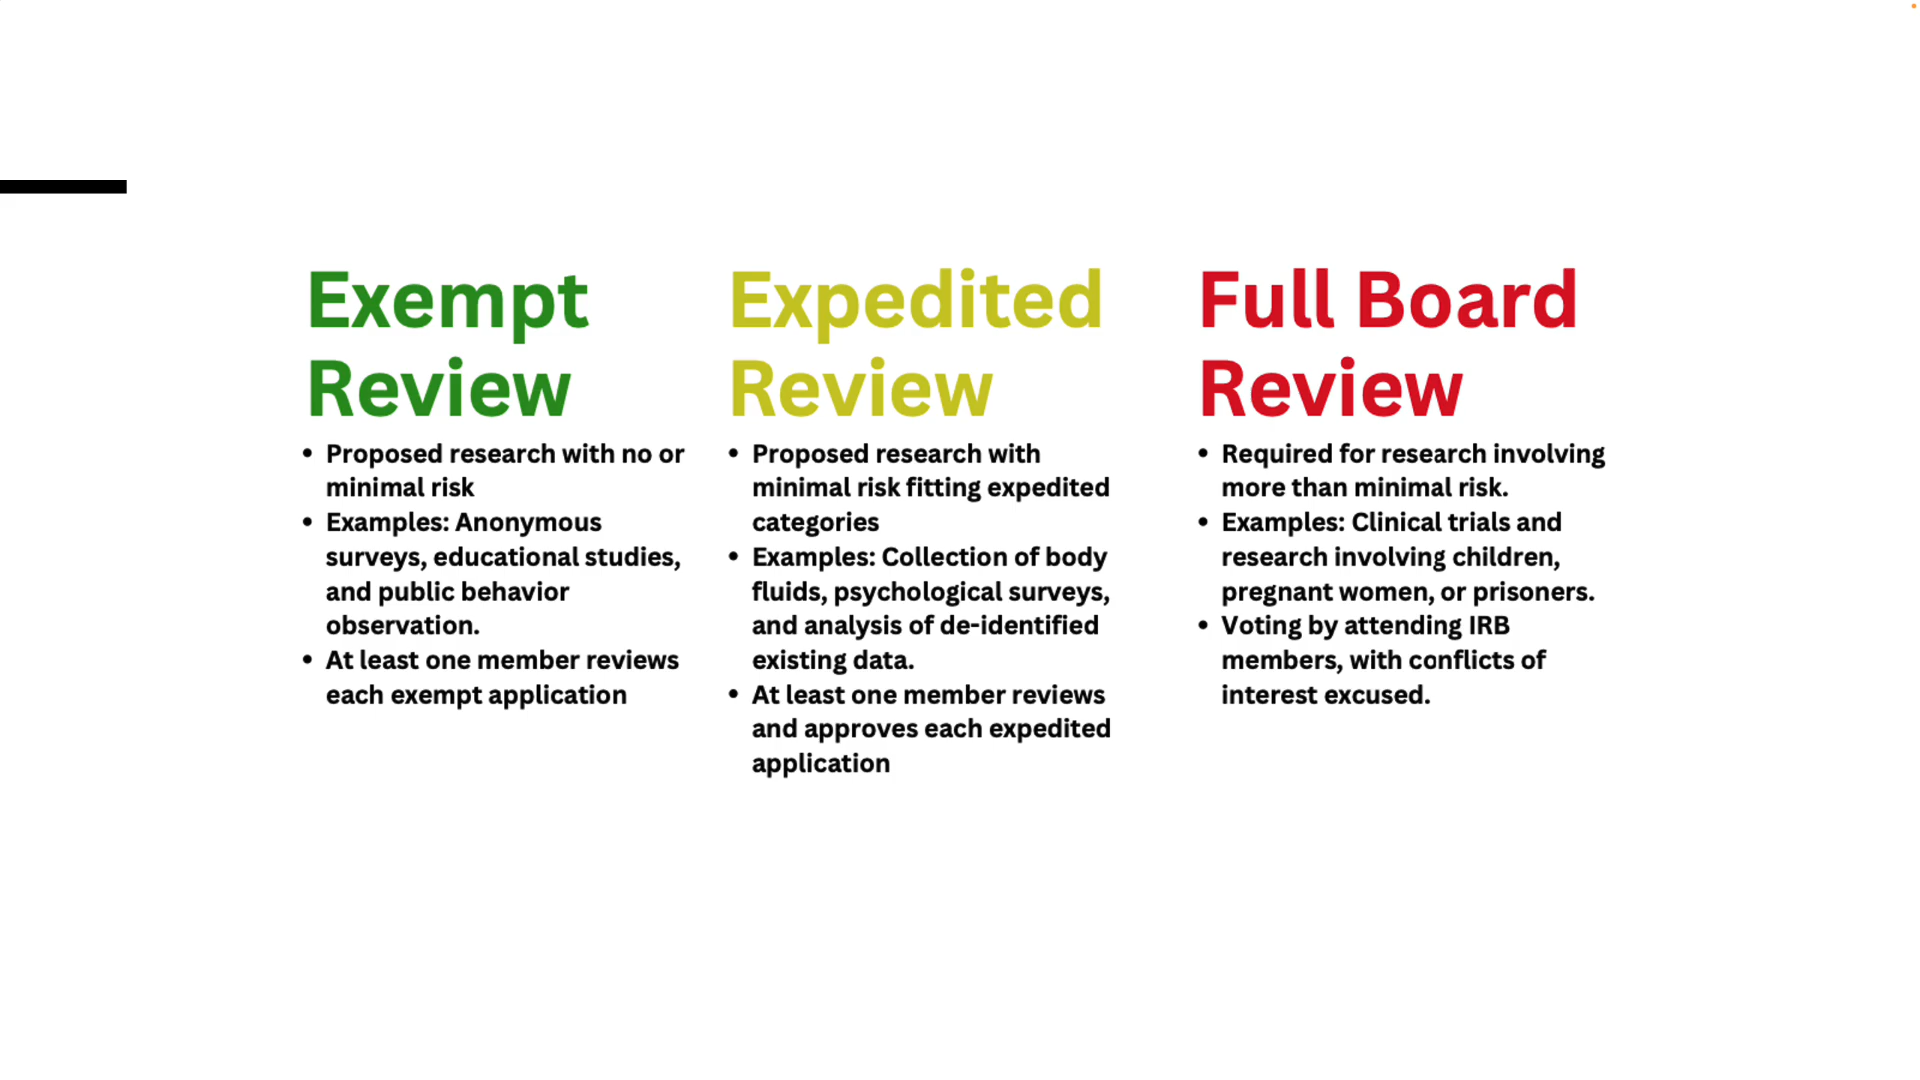 Exempt
Review
• Proposed research with no or
minimal risk
• Examples: Anonymous
surveys, educational studies,
and public behavior
observation.
• At least one member reviews
each exempt application
Expedited
Review
• Proposed research with
minimal risk fitting expedited
categories
• Examples: Collection of body
fluids, psychological surveys,
and analysis of de-identified
existing data.
• At least one member reviews
and approves each expedited
application
Full Board
Review
• Required for research involving
more than minimal risk.
• Examples: Clinical trials and
research involving children,
pregnant women, or prisoners.
• Voting by attending IRB
members, with conflicts of
interest excused.